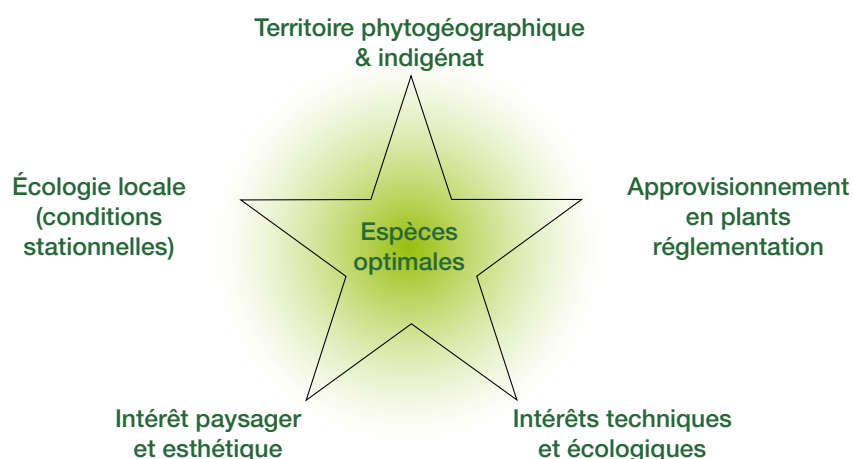 Territoire phytogéographique
& indigénat
Écologie locale
(conditions
stationnelles)
Approvisionnement
en plants
réglementation
Espèces
optimales
Intérêt paysager
et esthétique
Intérêts techniques
et écologiques